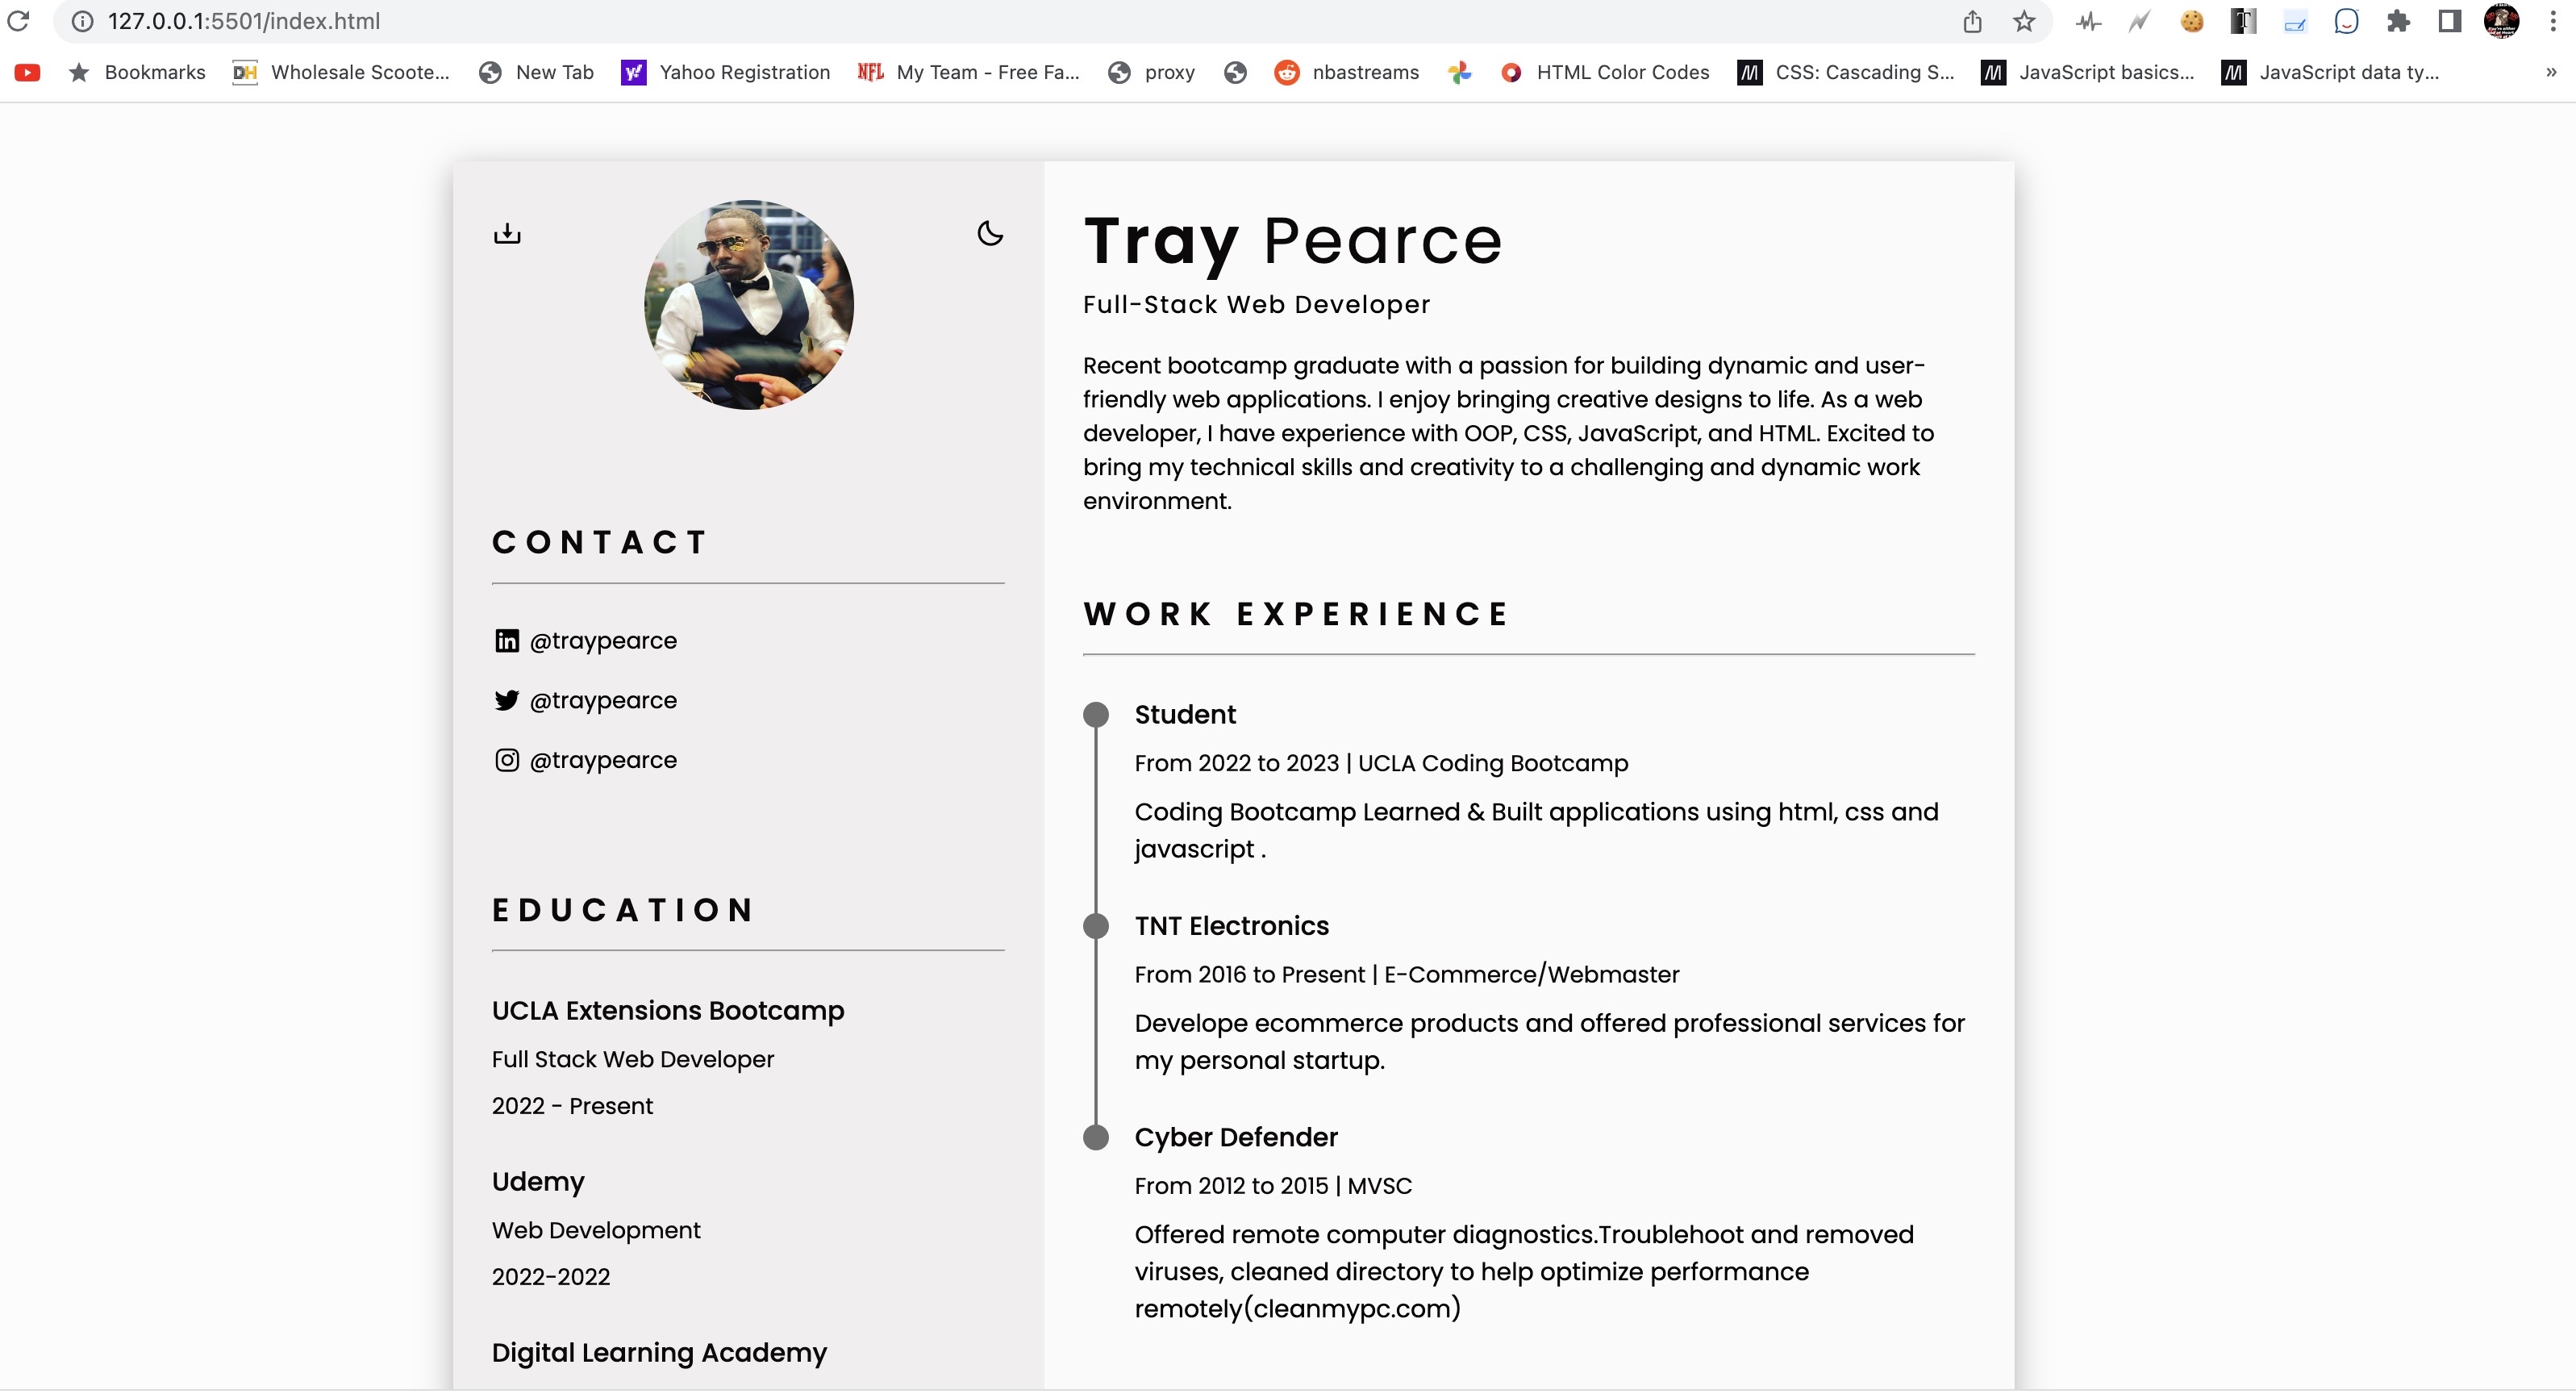 127.0.0.1:5501/index.html
Bookmarks DH Wholesale Scoote... New Tab y! Yahoo Registration NFL My Team - Free Fa... proxy nbastreams HTML Color Codes M CSS: Cascading S... M JavaScript basics... M JavaScript data ty... »
Tray Pearce
Full-Stack Web Developer
Recent bootcamp graduate with a passion for building dynamic and user-
friendly web applications. I enjoy bringing creative designs to life. As a web
developer, I have experience with OOP, CSS, JavaScript, and HTML. Excited to
bring my technical skills and creativity to a challenging and dynamic work
environment.
CONTACT
in @traypearce
@traypearce
@traypearce
EDUCATION
UCLA Extensions Bootcamp
Full Stack Web Developer
2022 - Present
Udemy
Web Development
2022-2022
Digital Learning Academy
WORK EXPERIENCE
Student
From 2022 to 2023 | UCLA Coding Bootcamp
Coding Bootcamp Learned & Built applications using html, css and
javascript .
TNT Electronics
From 2016 to Present | E-Commerce/Webmaster
Develope ecommerce products and offered professional services for
my personal startup.
Cyber Defender
From 2012 to 2015 | MVSC
Offered remote computer diagnostics.Troublehoot and removed
viruses, cleaned directory to help optimize performance
remotely(cleanmypc.com)